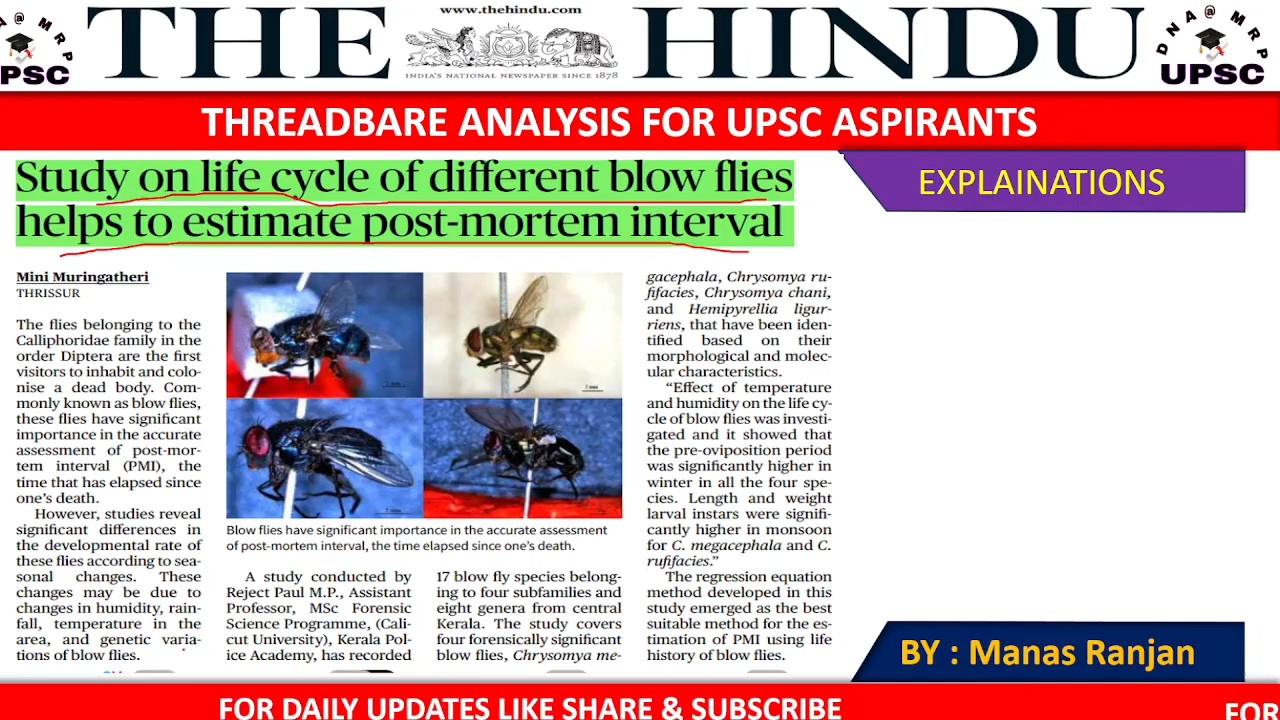 www.thehindu.com
THE HINDU
INDIA'S NATIONAL NEWSPAPER SINCE 1878
PSC
DNA@MRP
UPSC
THREADBARE ANALYSIS FOR UPSC ASPIRANTS
Study on life cycle of different blow flies
helps to estimate post-mortem interval
Mini Muringatheri
THRISSUR
The flies belonging to the
Calliphoridae family in the
order Diptera are the first
visitors to inhabit and colo-
nise a dead body. Com-
monly known as blow flies,
these flies have significant
importance in the accurate
assessment of post-mor-
tem interval (PMI), the
time that has elapsed since
one's death.
However, studies reveal
significant differences in
the developmental rate of
these flies according to sea-
sonal changes. These
changes may be due to
changes in humidity, rain-
fall, temperature in the
area, and genetic varia-
tions of blow flies.
Blow flies have significant importance in the accurate assessment
of post-mortem interval, the time elapsed since one's death.
A study conducted by
Reject Paul M.P., Assistant
Professor, MSc Forensic
Science Programme, (Cali-
cut University), Kerala Pol-
ice Academy, has recorded
17 blow fly species belong-
ing to four subfamilies and
eight genera from central
Kerala. The study covers
four forensically significant
blow flies, Chrysomya me-
gacephala, Chrysomya ru-
fifacies, Chrysomya chani,
and Hemipyrellia ligur-
riens, that have been iden-
tified based on their
morphological and molec-
ular characteristics.
"Effect of temperature
and humidity on the life cy-
cle of blow flies was investi-
gated and it showed that
the pre-oviposition period
was significantly higher in
winter in all the four spe-
cies. Length and weight
larval instars were signifi-
cantly higher in monsoon
for C. megacephala and C.
rufifacies."
The regression equation
method developed in this
study emerged as the best
suitable method for the es-
timation of PMI using life
history of blow flies.
EXPLAINATIONS
BY : Manas Ranjan
FOR DAILY UPDATES LIKE SHARE & SUBSCRIBE
FOR